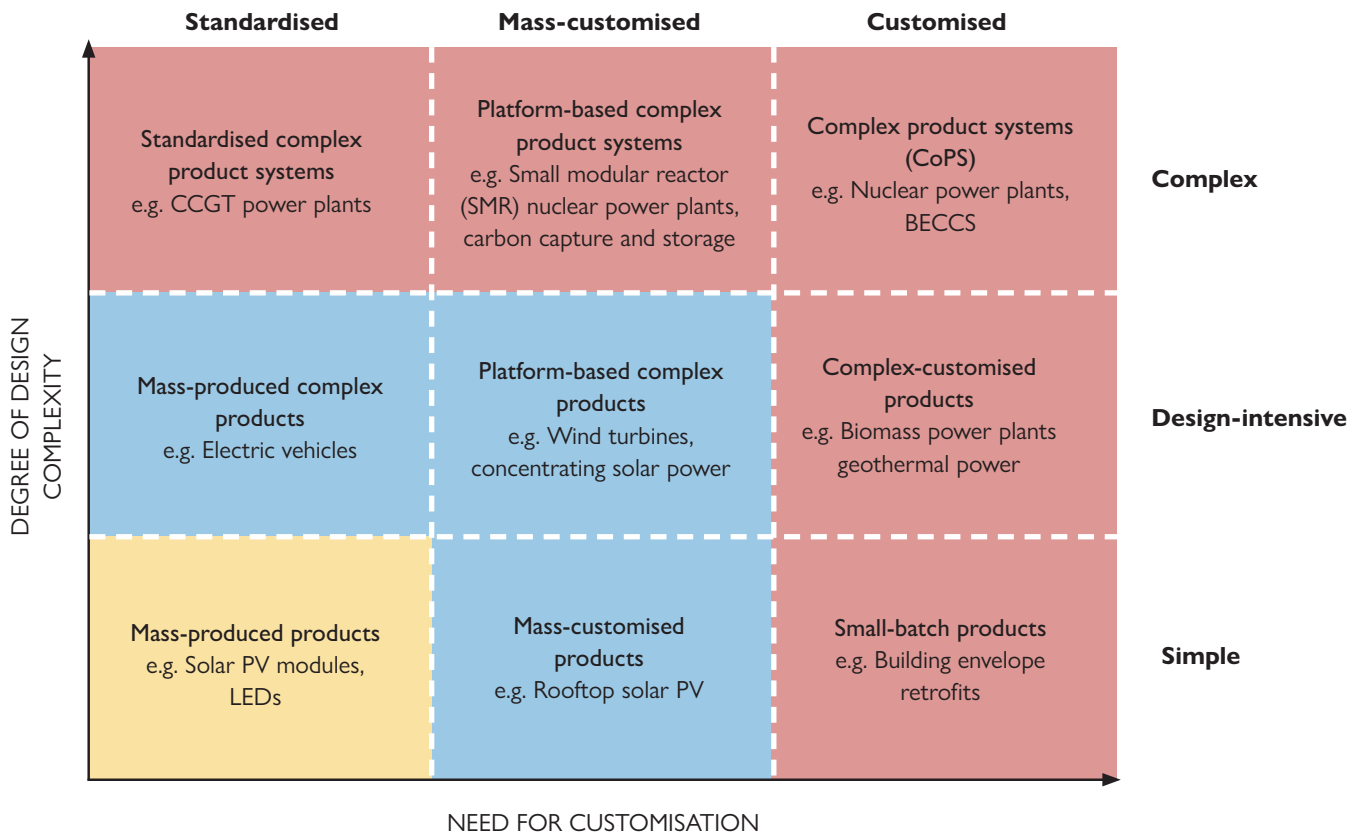 Standardised
Mass-customised
Customised
Standardised complex
product systems
e.g. CCGT power plants
Platform-based complex
product systems
e.g. Small modular reactor
(SMR) nuclear power plants,
carbon capture and storage
Complex product systems
(CoPS)
e.g. Nuclear power plants,
BECCS
Complex
DEGREE OF DESIGN
COMPLEXITY
Mass-produced complex
products
e.g. Electric vehicles
Platform-based complex
products
e.g. Wind turbines,
concentrating solar power
Complex-customised
products
e.g. Biomass power plants
geothermal power
Design-intensive
Mass-produced products
e.g. Solar PV modules,
LEDs
Mass-customised
products
e.g. Rooftop solar PV
Small-batch products
e.g. Building envelope
retrofits
Simple
NEED FOR CUSTOMISATION